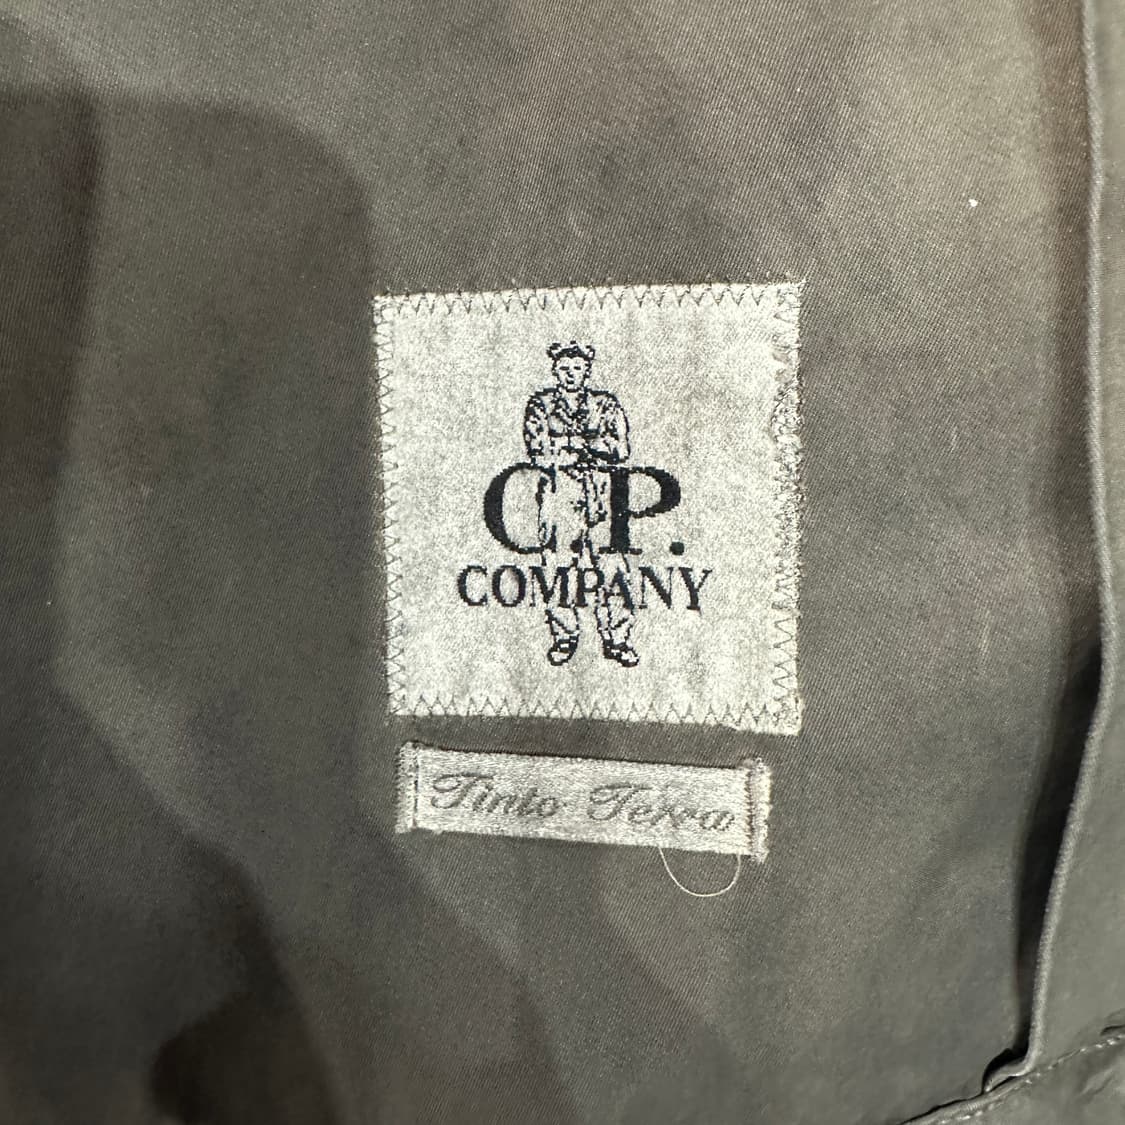 C.P.
COMPANY
Tinto Terra